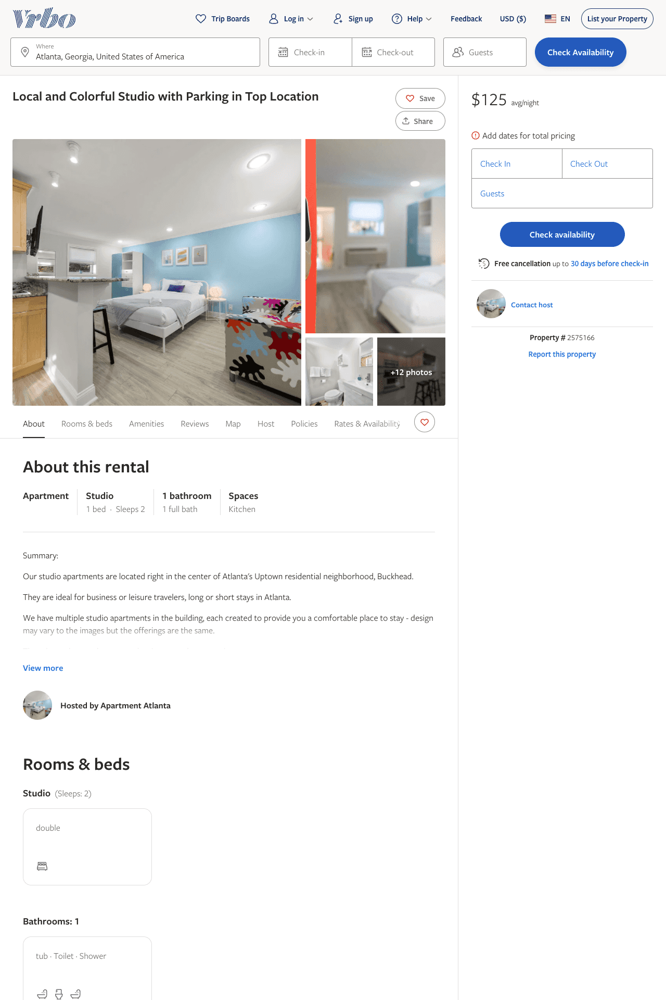 Vrbo
Trip Boards
Log in
Sign up
Help
Feedback
USD ($)
EN
List your Property
Where
Atlanta, Georgia, United States of America
Check-in
Check-out
Guests
Check Availability
Local and Colorful Studio with Parking in Top Location
Save
Share
+12 photos
$125 avg/night
Add dates for total pricing
Check In
Check Out
Guests
Check availability
Free cancellation up to 30 days before check-in
Contact host
Property # 2575166
Report this property
About
Rooms & beds
Amenities
Reviews
Map
Host
Policies
Rates & Availability
About this rental
Apartment
Studio
1 bed · Sleeps 2
1 bathroom
1 full bath
Spaces
Kitchen
Summary:
Our studio apartments are located right in the center of Atlanta's Uptown residential neighborhood, Buckhead.
They are ideal for business or leisure travelers, long or short stays in Atlanta.
We have multiple studio apartments in the building, each created to provide you a comfortable place to stay - design
may vary to the images but the offerings are the same.
View more
Hosted by Apartment Atlanta
Rooms & beds
Studio (Sleeps: 2)
double
Bathrooms: 1
tub · Toilet · Shower